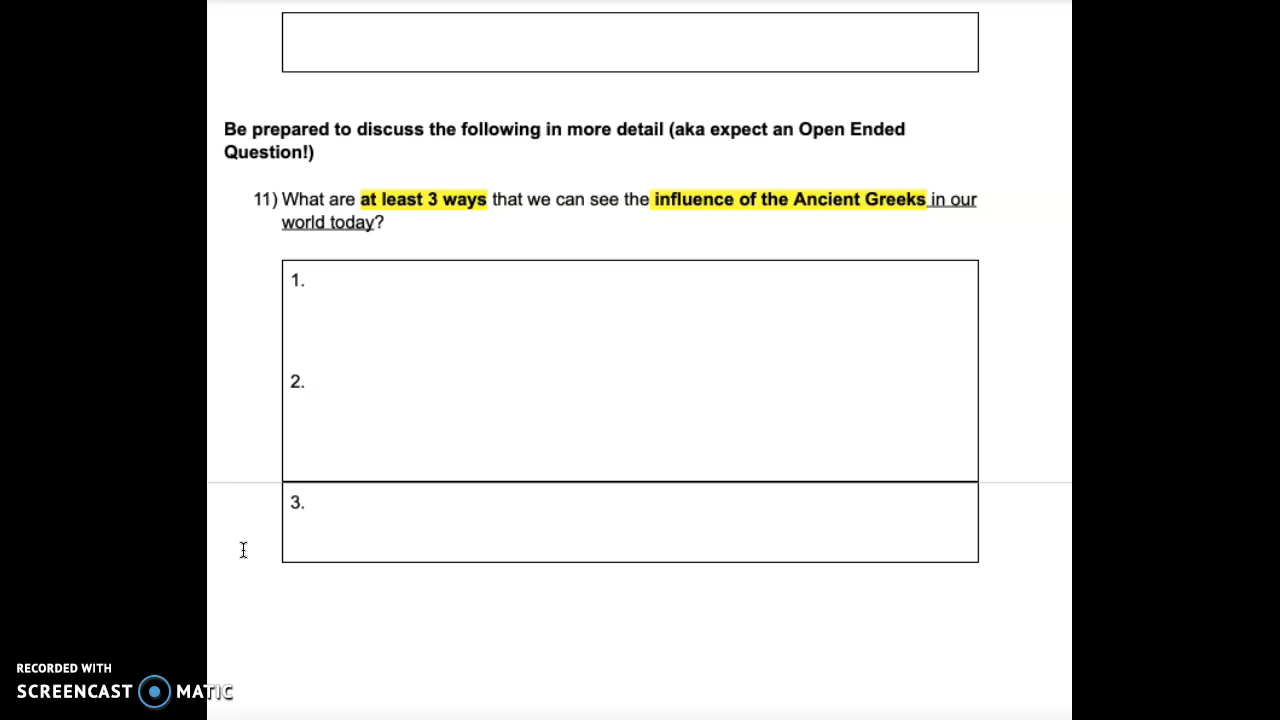 Be prepared to discuss the following in more detail (aka expect an Open Ended
Question!)
11) What are at least 3 ways that we can see the influence of the Ancient Greeks in our
world today?
1.
2.
3.
RECORDED WITH
SCREENCAST MATIC